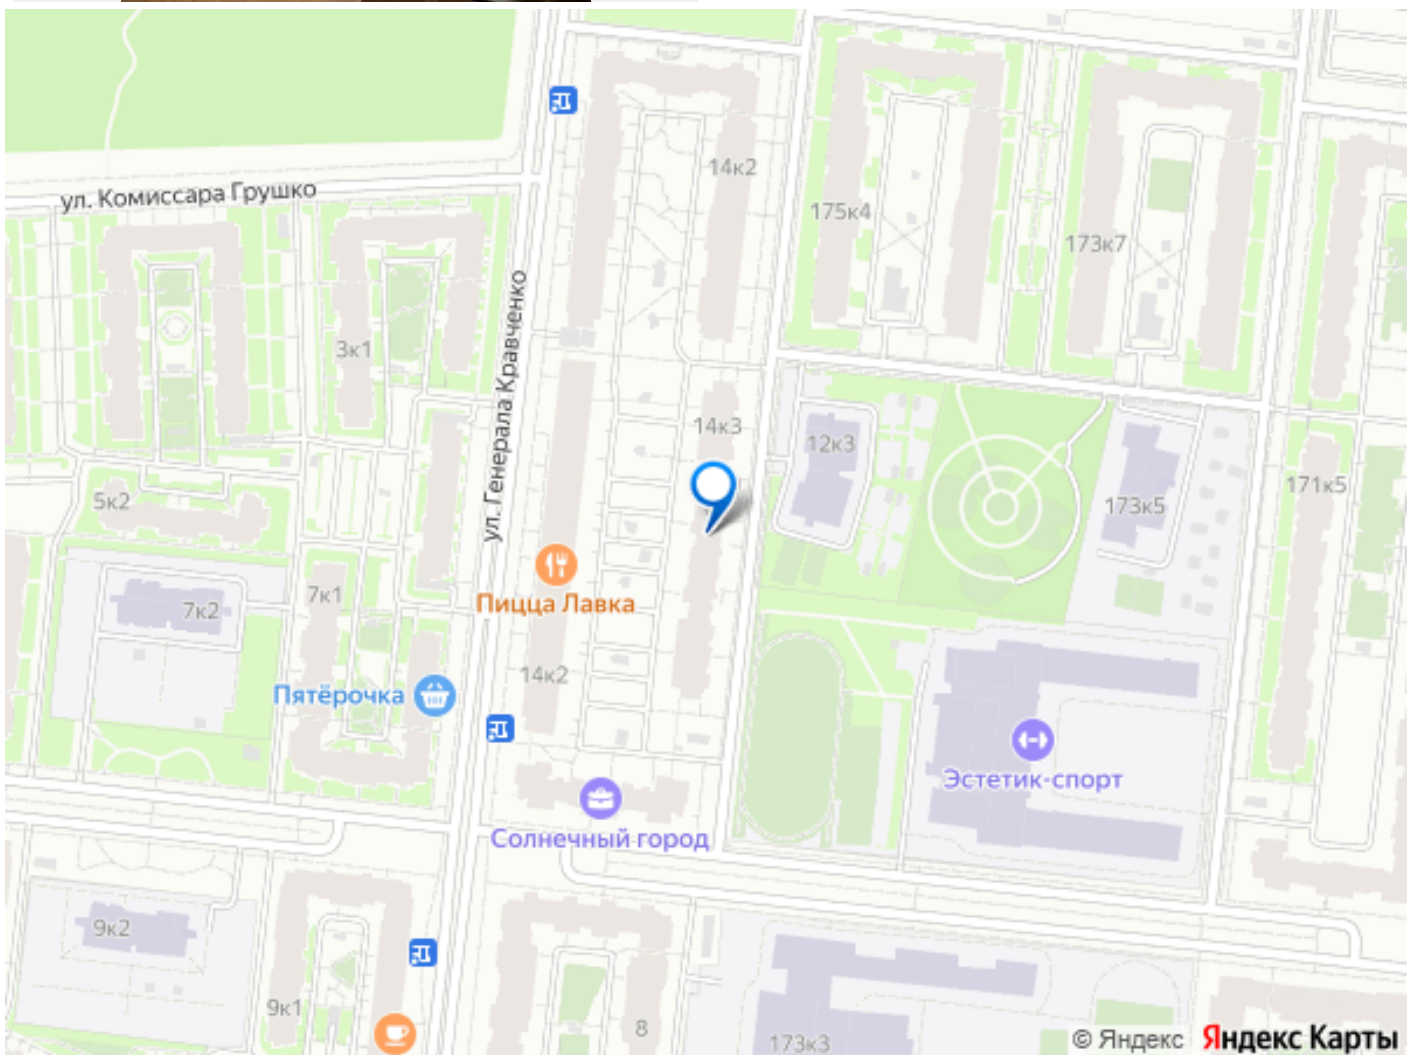 14к2
ул. Комиссара Грушко
175к4
173к7
3к1
ул. Генерала Кравченко
14к3
12к3
5к2
173к5
171к5
7к1
7к2
Пицца Лавка
14к2
Пятёрочка
Эстетик-спорт
Солнечный город
9к2
9к1
8
173к3
© Яндекс Яндекс Карты